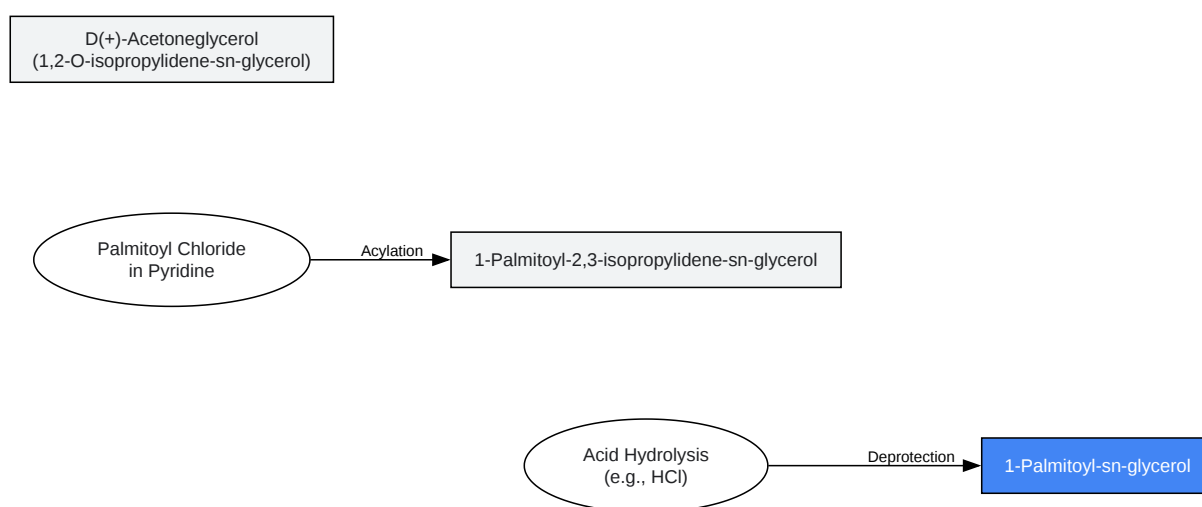 D(+)-Acetoneglycerol
(1,2-O-isopropylidene-sn-glycerol)
Palmitoyl Chloride
in Pyridine
Acylation
1-Palmitoyl-2,3-isopropylidene-sn-glycerol
Acid Hydrolysis
(e.g., HCl)
Deprotection
1-Palmitoyl-sn-glycerol